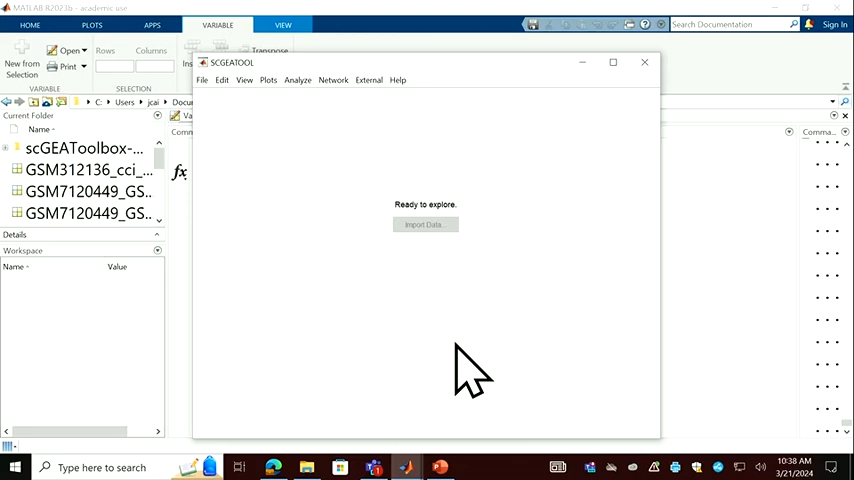 MATLAB R2023b - academic use
HOME PLOTS APPS VARIABLE VIEW
Search Documentation
Sign In
New from
Selection
Open
Print
Rows Columns
Transpose
VARIABLE
SELECTION
C: Users jcai
Current Folder
Name
scGEAToolbox-...
GSM312136_cci_...
GSM7120449_GS...
GSM7120449_GS...
Details
Workspace
Name Value
fx
SCGEATOOL
File Edit View Plots Analyze Network External Help
Ready to explore.
Import Data...
Comma...
Type here to search
10:38 AM
3/21/2024